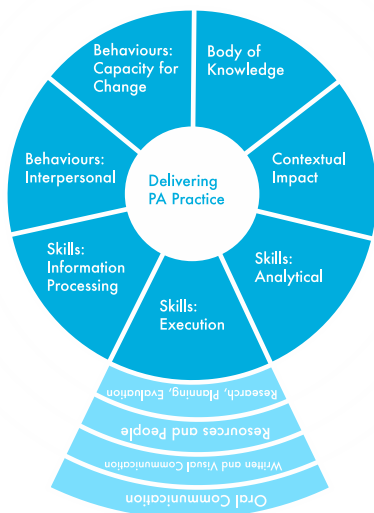 Behaviours:
Capacity for
Change
Body of
Knowledge
Behaviours:
Interpersonal
Delivering
PA Practice
Contextual
Impact
Skills:
Information
Processing
Skills:
Analytical
Skills:
Execution
Research, Planning, Evaluation
Resources and People
Written and Visual Communication
Oral Communication